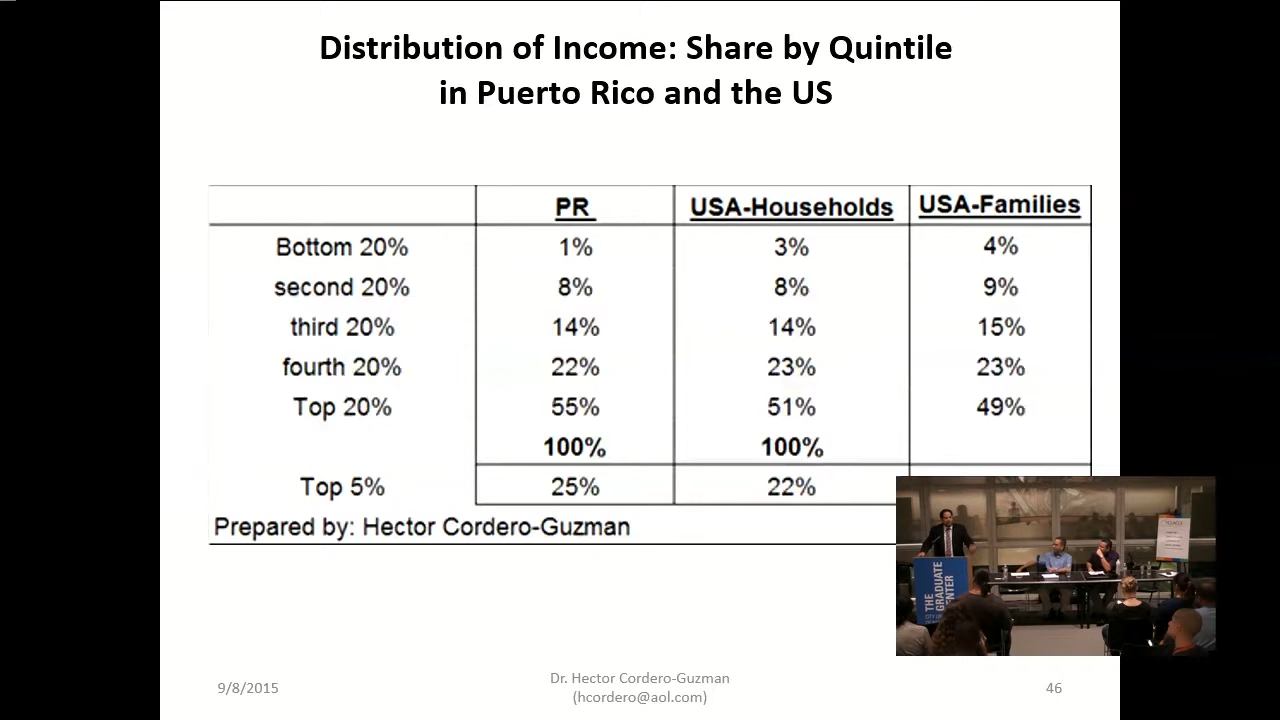 Distribution of Income: Share by Quintile
in Puerto Rico and the US
PR USA-Households USA-Families
Bottom 20% 1% 3% 4%
second 20% 8% 8% 9%
third 20% 14% 14% 15%
fourth 20% 22% 23% 23%
Top 20% 55% 51% 49%
100% 100%
Top 5% 25% 22%
Prepared by: Hector Cordero-Guzman
THE
GRADUATE
CENTER
9/8/2015
Dr. Hector Cordero-Guzman
(hcordero@aol.com)
46